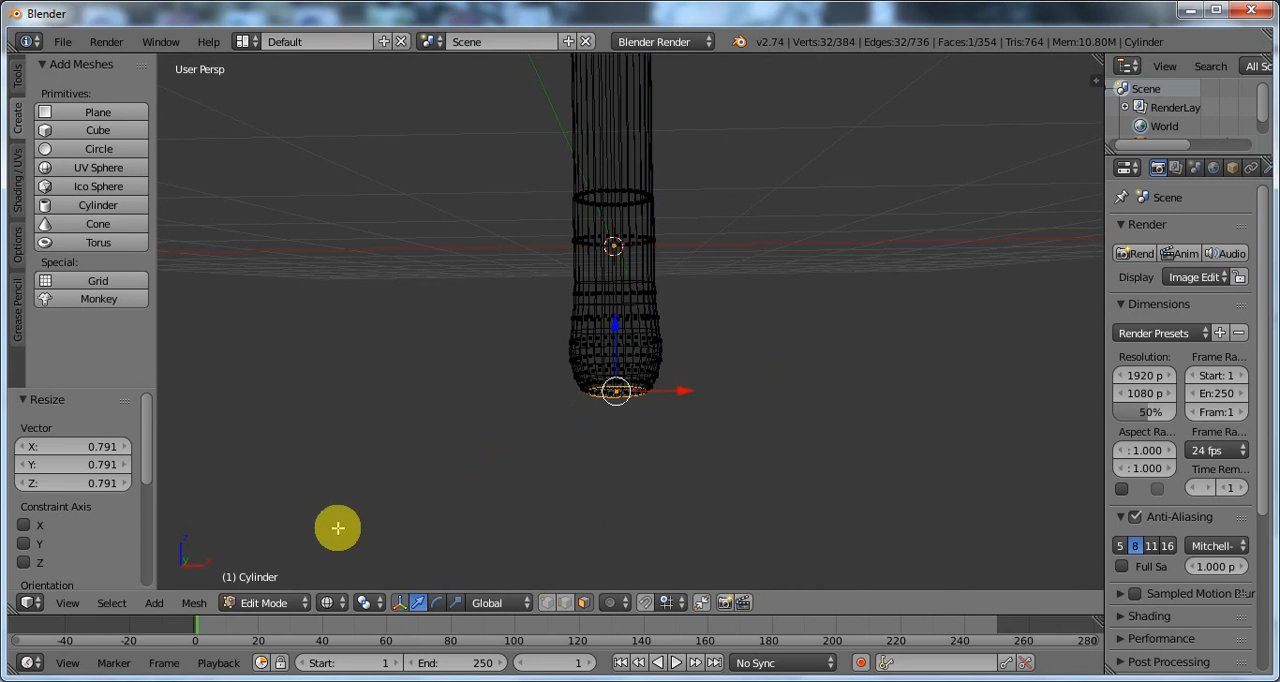 Blender
File Render Window Help Default Scene Blender Render v2.74 | Verts:32/384 | Edges:32/736 | Faces:1/354 | Tris:764 | Mem:10.80M | Cylinder
Tools
Create
Shading / UVs
Options
Grease Pencil
Add Meshes
Primitives:
Plane
Cube
Circle
UV Sphere
Ico Sphere
Cylinder
Cone
Torus
Special:
Grid
Monkey
Resize
Vector
X: 0.791
Y: 0.791
Z: 0.791
Constraint Axis
X
Y
Z
Orientation
User Persp
z
x
(1) Cylinder
View Select Add Mesh Edit Mode Global
-40 -20 0 20 40 60 80 100 120 140 160 180 200 220 240 260 280
View Marker Frame Playback Start: 1 End: 250 1 No Sync
View Search All Sc
Scene
RenderLay
World
Scene
Render
Rend Anim Audio
Display Image Edit
Dimensions
Render Presets
Resolution: Frame Ra...
1920 p Start: 1
1080 p En:250
50% Fram:1
Aspect Ra... Frame Ra...
: 1.000 24 fps
: 1.000 Time Rem...
1
Anti-Aliasing
5 8 11 16 Mitchell-
Full Sa 1.000 p
Sampled Motion Blur
Shading
Performance
Post Processing